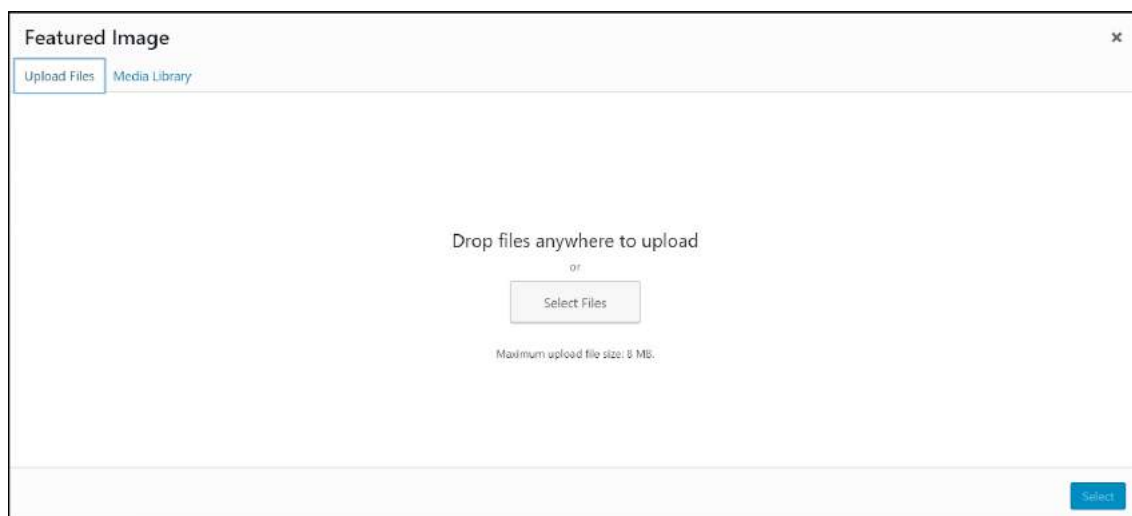 Featured Image
Upload Files Media Library
Drop files anywhere to upload
or
Select Files
Maximum upload file size: 8 MB.
Select